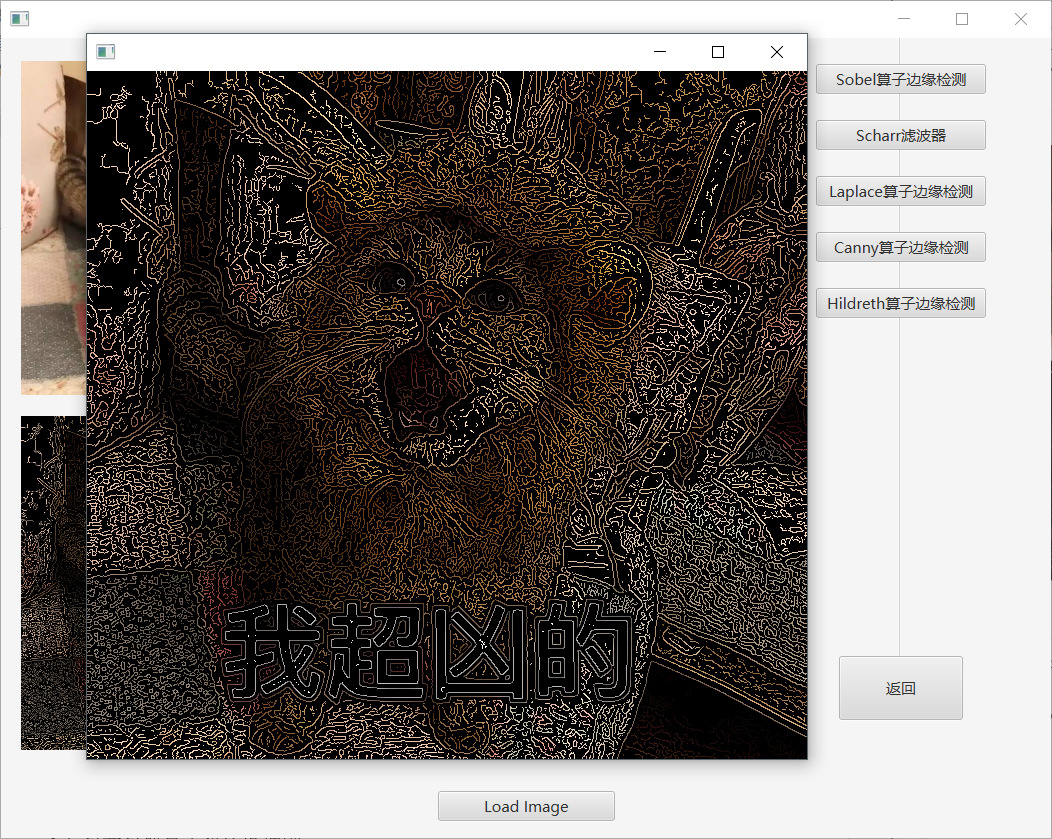 Sobel算子边缘检测
Scharr滤波器
Laplace算子边缘检测
Canny算子边缘检测
Hildreth算子边缘检测
我超凶的
返回
Load Image